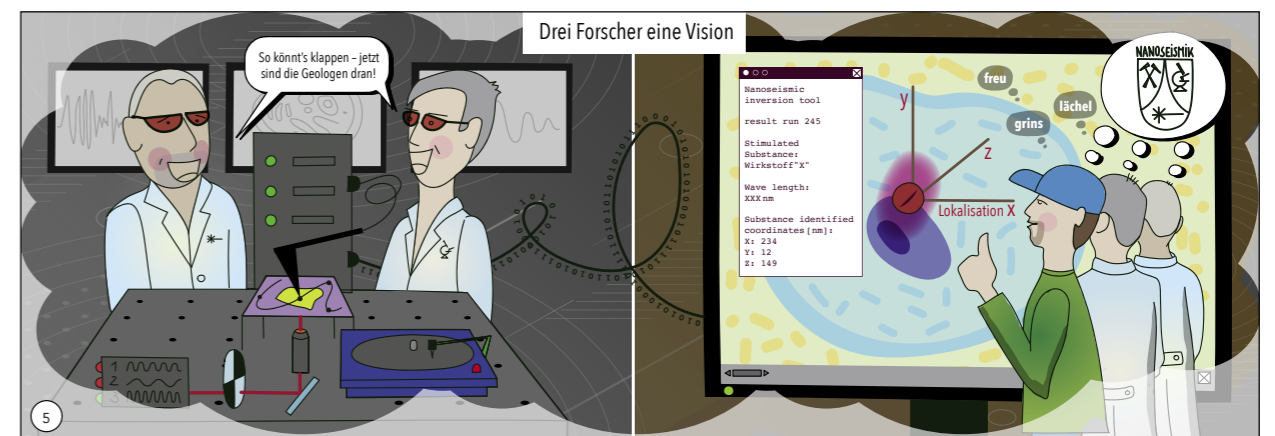 Drei Forscher eine Vision
So könnt's klappen – jetzt
sind die Geologen dran!
1
2
3
5
Nanoseismic
inversion tool
result run 245
Stimulated
Substance:
Wirkstoff"X"
Wave length:
XXX nm
Substance identified
coordinates[nm]:
X: 234
Y: 12
Z: 149
y
z
Lokalisation X
freu
lächel
grins
NANOSEISMIK